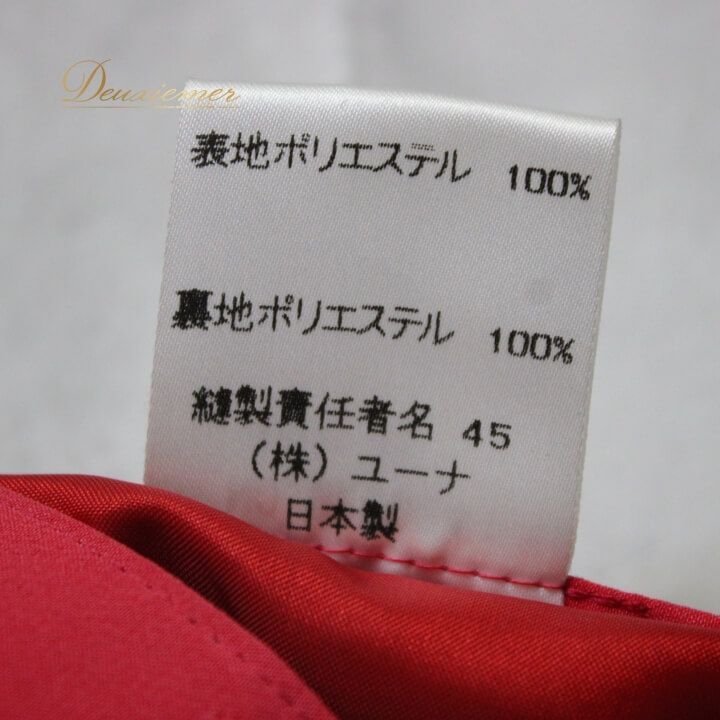 Deuxiemer
表地ポリエステル 100%
裏地ポリエステル 100%
縫製責任者名 45
(株)ユーナ
日本製